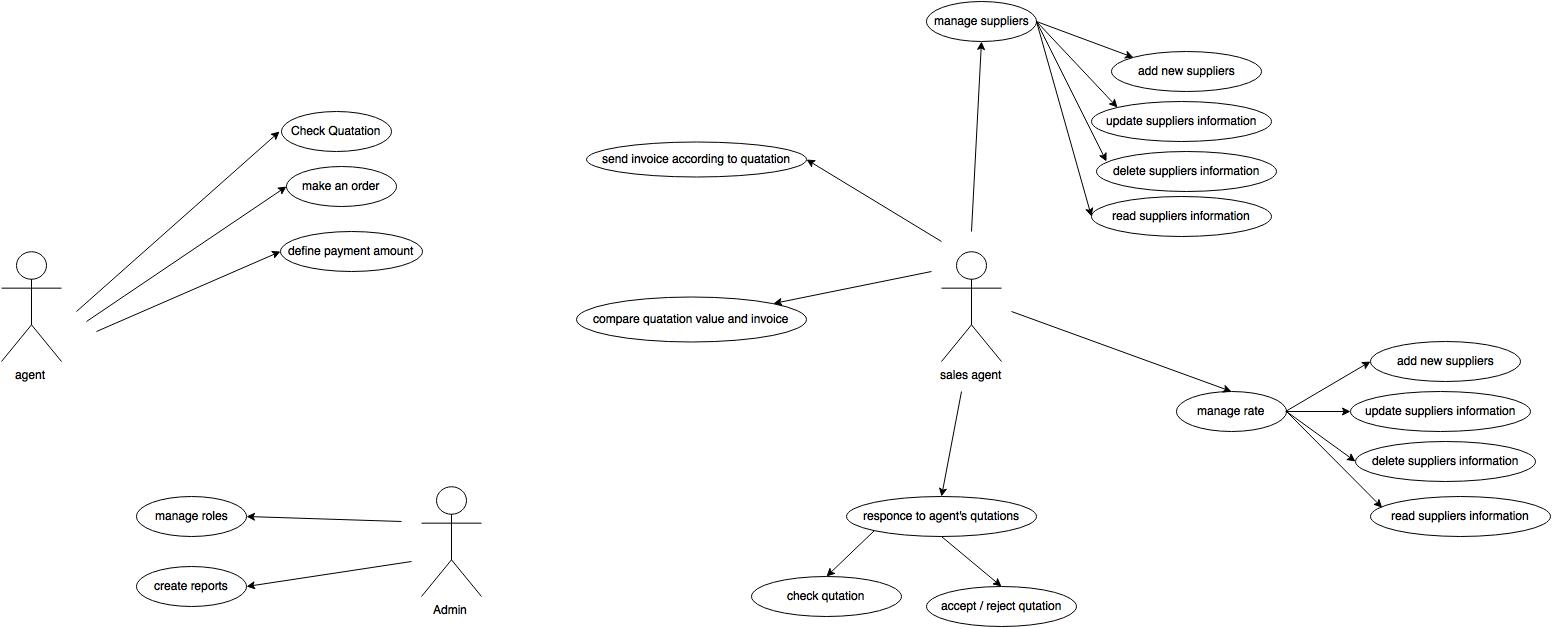 manage suppliers
add new suppliers
update suppliers information
delete suppliers information
read suppliers information
Check Quatation
make an order
define payment amount
agent
send invoice according to quatation
compare quatation value and invoice
sales agent
manage rate
add new suppliers
update suppliers information
delete suppliers information
read suppliers information
responce to agent's qutations
check qutation
accept / reject qutation
manage roles
create reports
Admin